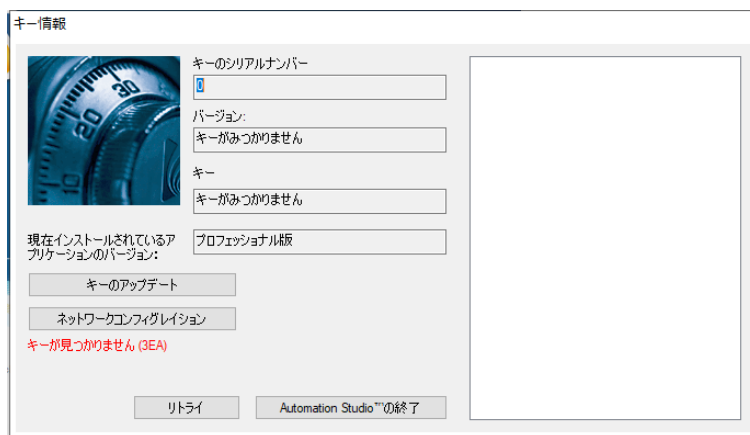 キー情報
キーのシリアルナンバー
0
バージョン:
キーがみつかりません
キー
キーがみつかりません
現在インストールされているア
プリケーションのバージョン:
プロフェッショナル版
キーのアップデート
ネットワークコンフィグレイション
キーが見つかりません (3EA)
リトライ
Automation Studio™の終了